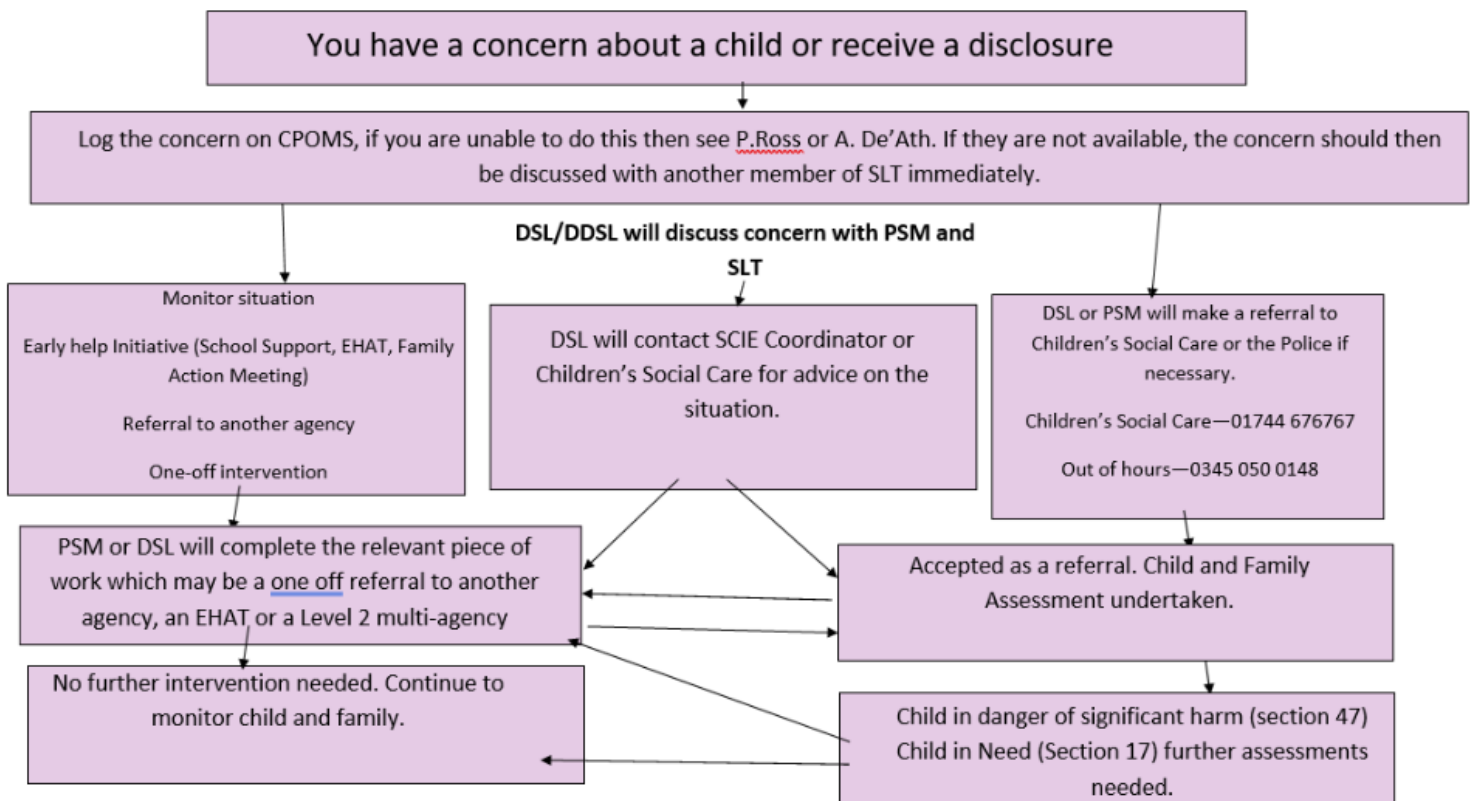 You have a concern about a child or receive a disclosure
Log the concern on CPOMS, if you are unable to do this then see P.Ross or A. De’Ath. If they are not available, the concern should then
be discussed with another member of SLT immediately.
DSL/DDSL will discuss concern with PSM and
SLT
Monitor situation
Early help Initiative (School Support, EHAT, Family
Action Meeting)
Referral to another agency
One-off intervention
DSL will contact SCIE Coordinator or
Children’s Social Care for advice on the
situation.
DSL or PSM will make a referral to
Children’s Social Care or the Police if
necessary.
Children’s Social Care—01744 676767
Out of hours—0345 050 0148
PSM or DSL will complete the relevant piece of
work which may be a one off referral to another
agency, an EHAT or a Level 2 multi-agency
Accepted as a referral. Child and Family
Assessment undertaken.
No further intervention needed. Continue to
monitor child and family.
Child in danger of significant harm (section 47)
Child in Need (Section 17) further assessments
needed.